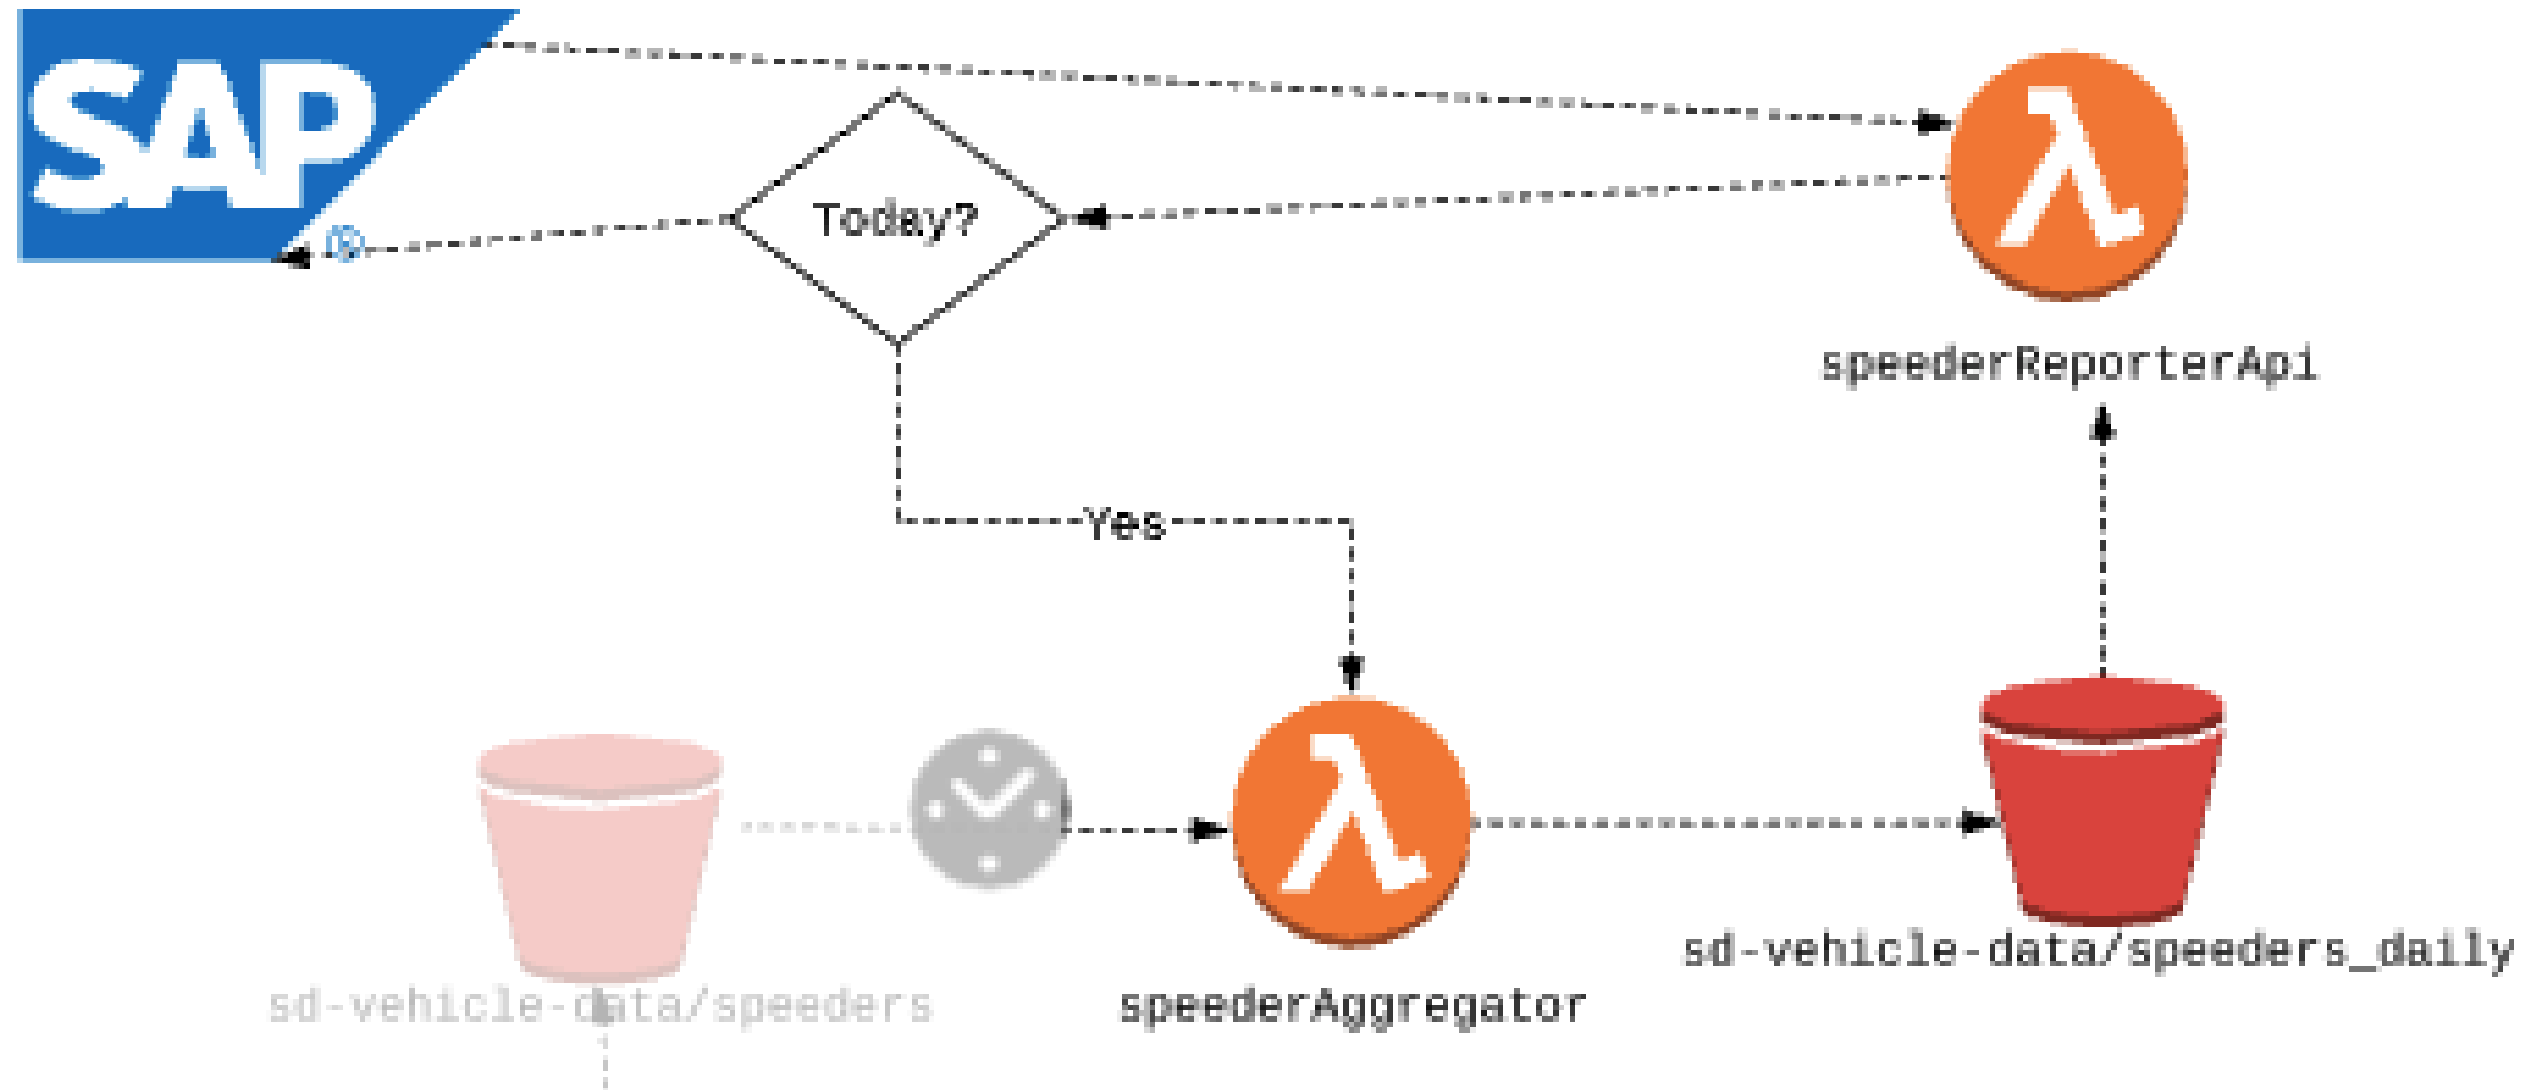 SAP
®
Today?
speederReporterApi
Yes
sd-vehicle-data/speeders_daily
sd-vehicle-data/speeders
speederAggregator